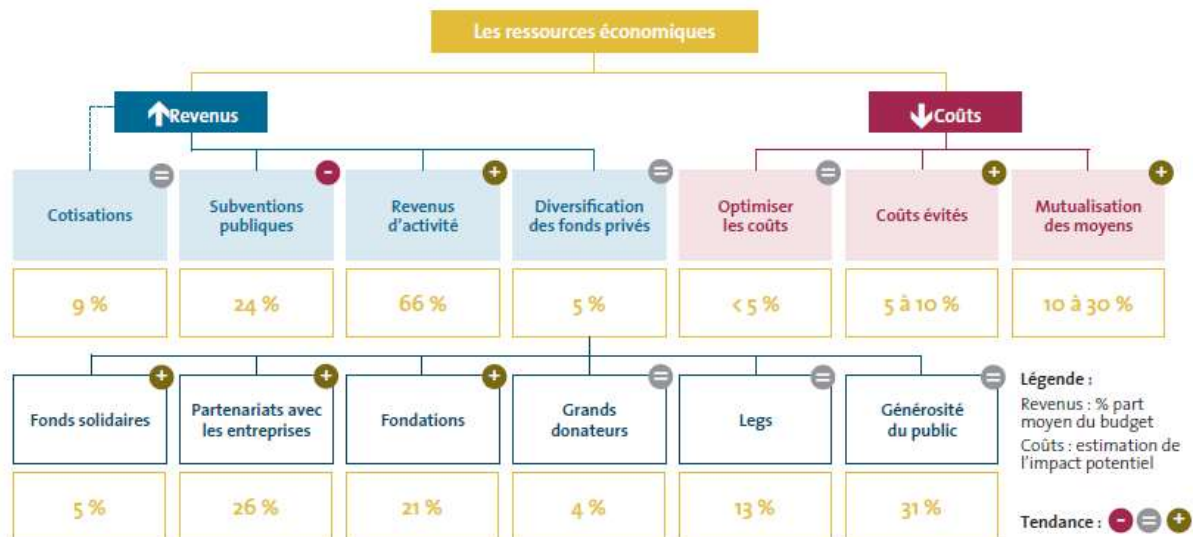 Les ressources économiques
Revenus
Coûts
Cotisations
Subventions
publiques
Revenus
d'activité
Diversification
des fonds privés
Optimiser
les coûts
Coûts évités
Mutualisation
des moyens
9 %
24 %
66 %
5 %
< 5 %
5 à 10 %
10 à 30 %
Fonds solidaires
Partenariats avec
les entreprises
Fondations
Grands
donateurs
Legs
Générosité
du public
5 %
26 %
21 %
4 %
13 %
31 %
Légende :
Revenus : % part
moyen du budget
Coûts : estimation de
l'impact potentiel
Tendance : - = +